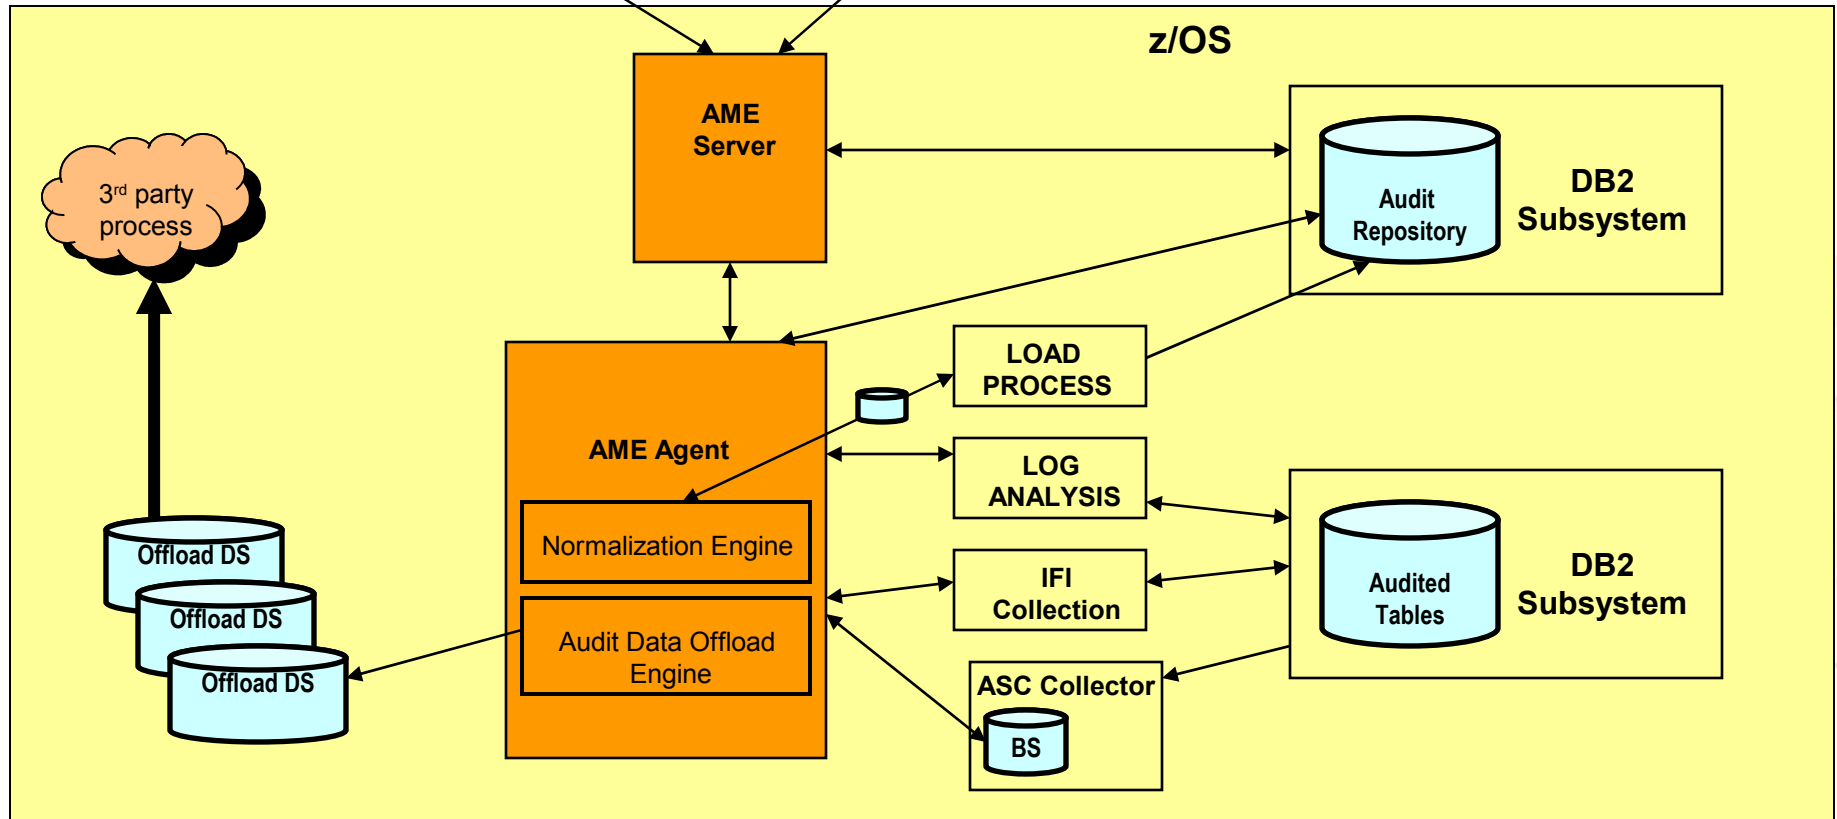 z/OS
AME
Server
3rd party
process
Audit
Repository
DB2
Subsystem
LOAD
PROCESS
AME Agent
LOG
ANALYSIS
Normalization Engine
IFI
Collection
Audited
Tables
DB2
Subsystem
Offload DS
Offload DS
Offload DS
Audit Data Offload
Engine
ASC Collector
BS